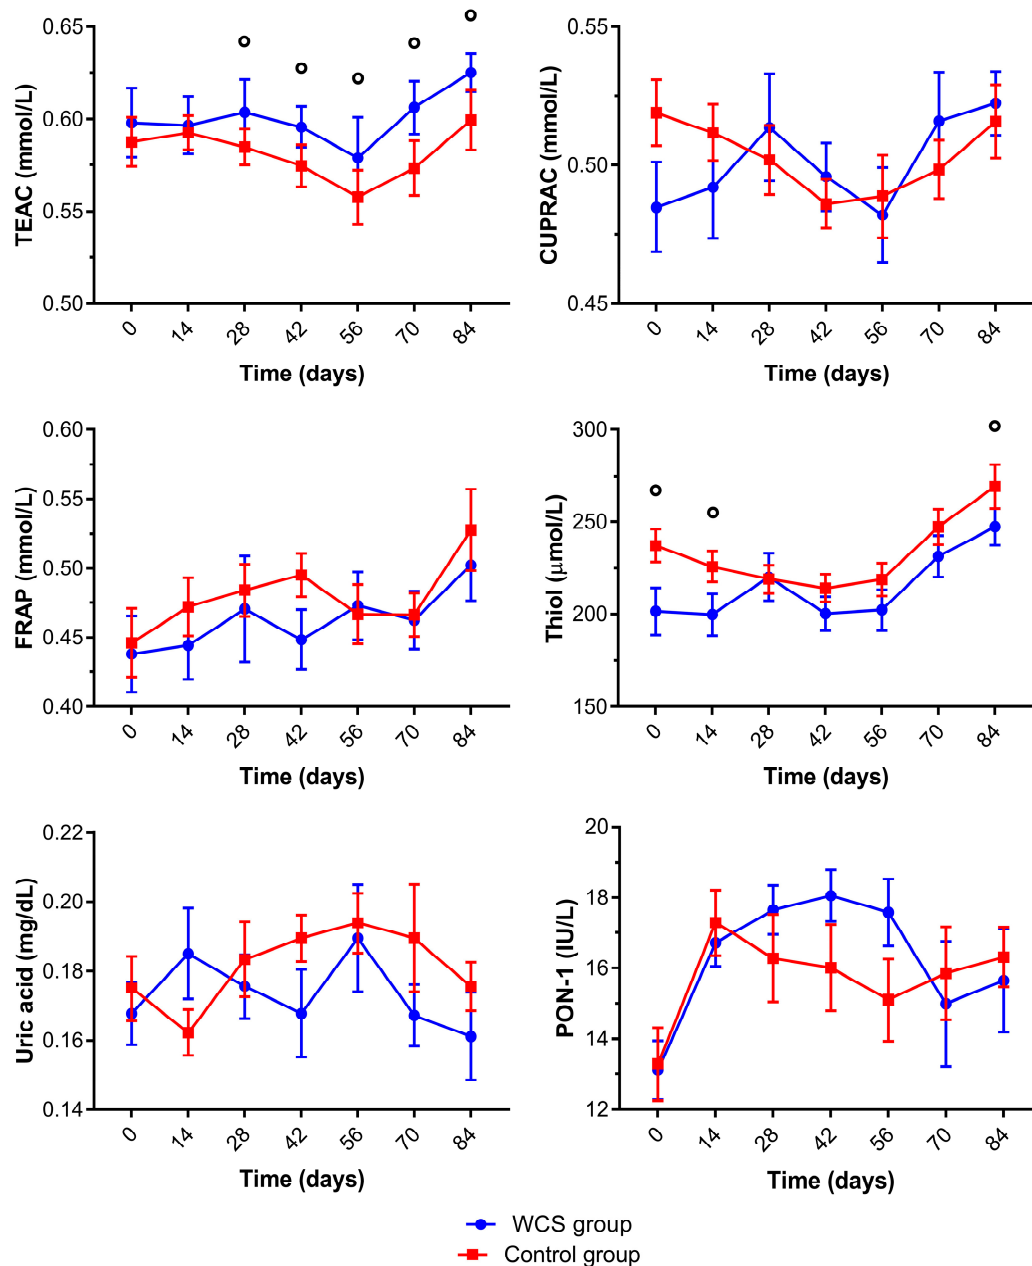 TEAC (mmol/L)
0.65
0.60
0.55
0.50
0 14 28 42 56 70 84
Time (days)
CUPRAC (mmol/L)
0.55
0.50
0.45
0 14 28 42 56 70 84
Time (days)
FRAP (mmol/L)
0.60
0.55
0.50
0.45
0.40
0 14 28 42 56 70 84
Time (days)
Thiol (μmol/L)
300
250
200
150
0 14 28 42 56 70 84
Time (days)
Uric acid (mg/dL)
0.22
0.20
0.18
0.16
0.14
0 14 28 42 56 70 84
Time (days)
PON-1 (IU/L)
20
18
16
14
12
0 14 28 42 56 70 84
Time (days)
WCS group
Control group